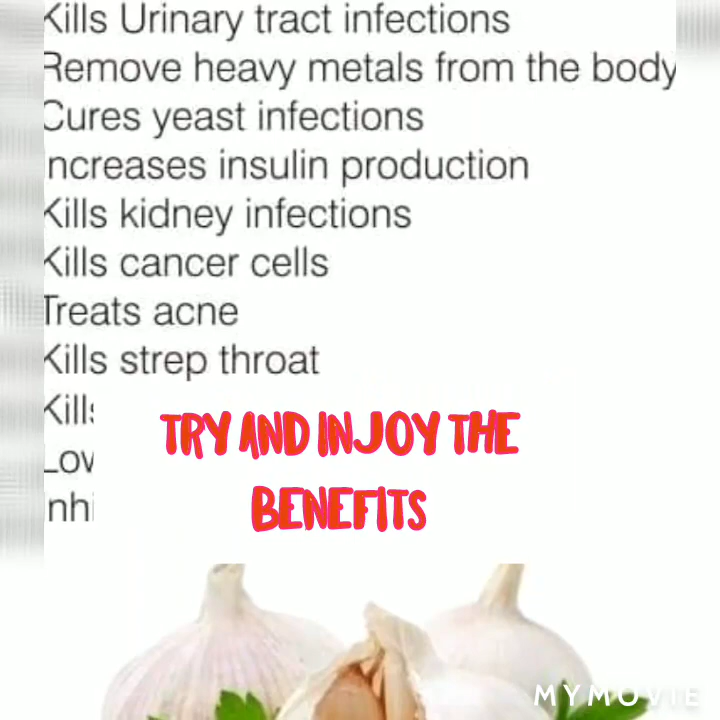 Kills Urinary tract infections
Remove heavy metals from the body
Cures yeast infections
ncreases insulin production
Kills kidney infections
Kills cancer cells
Treats acne
Kills strep throat
Kills
TRY AND INJOY THE
BENEFITS
MYMOVIE